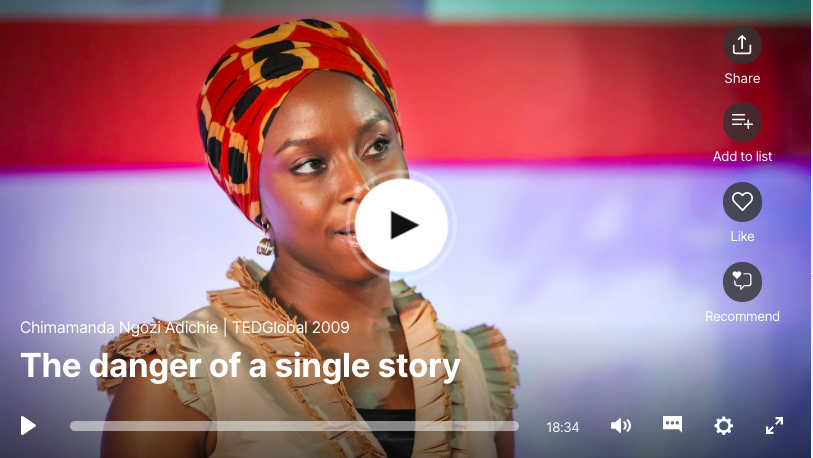 Share
Add to list
Like
Recommend
Chimamanda Ngozi Adichie | TEDGlobal 2009
The danger of a single story
18:34